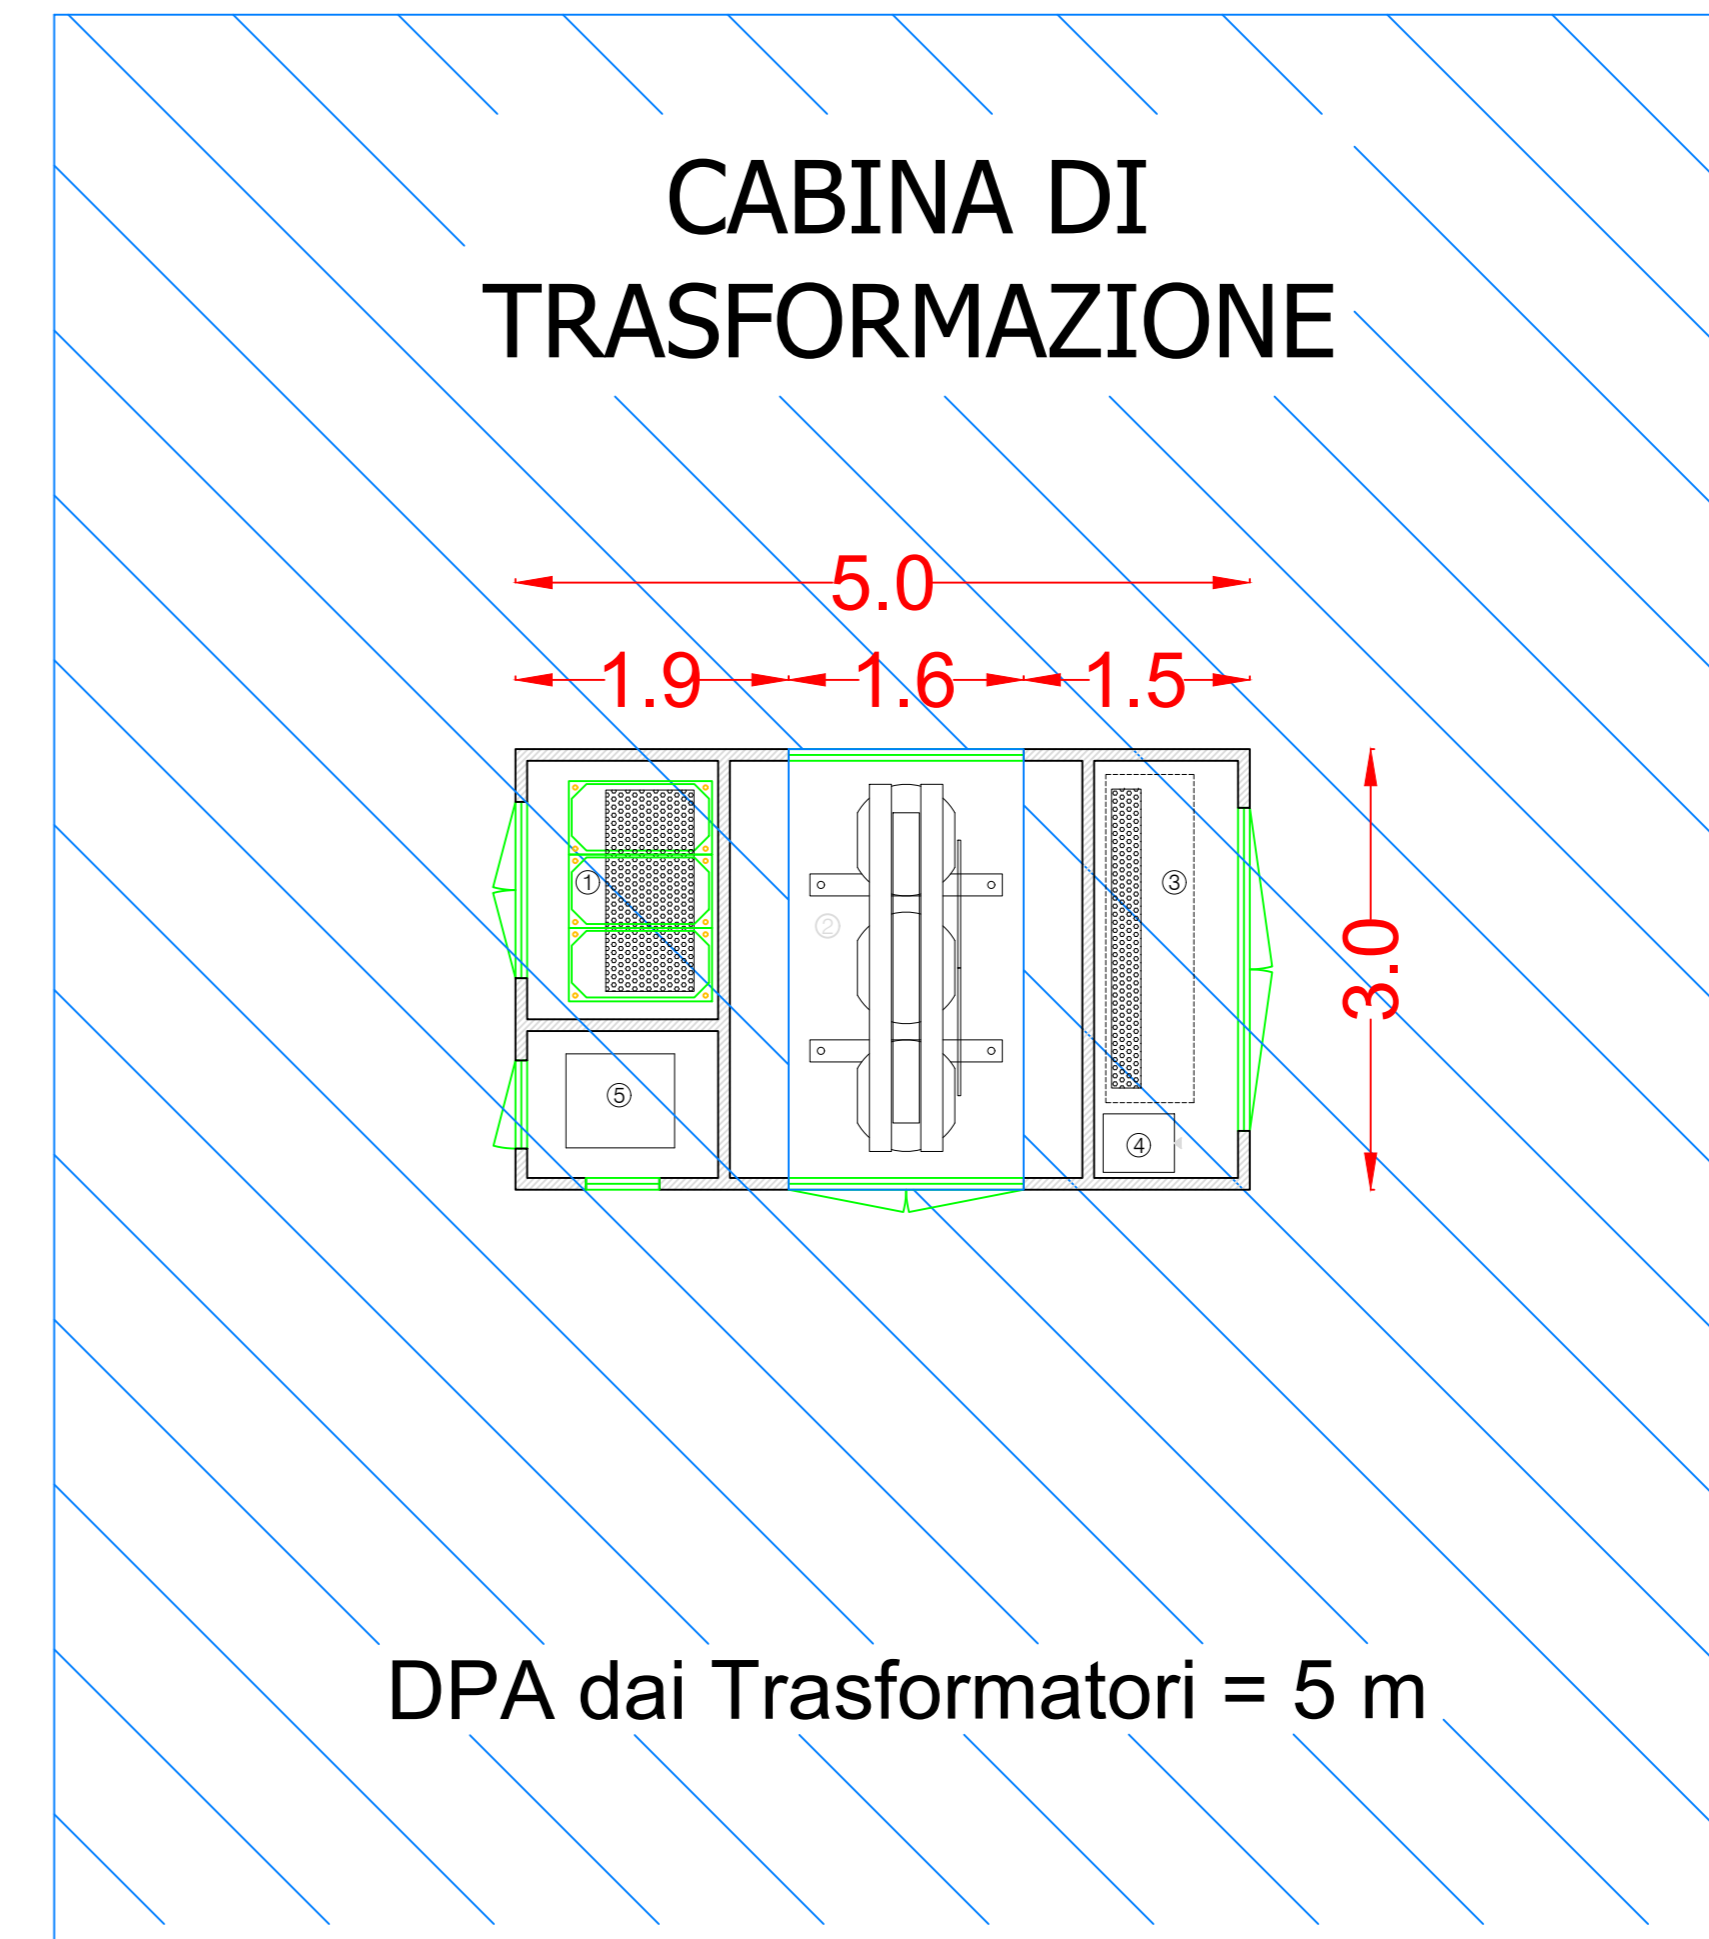 CABINA DI
TRASFORMAZIONE
5.0
1.9 1.6 1.5
① ② ③
3.0
⑤ ④
DPA dai Trasformatori = 5 m